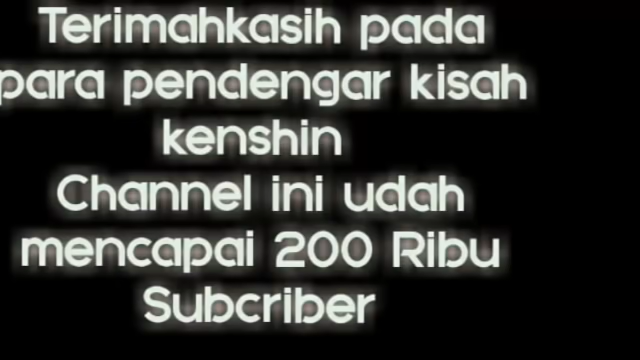 Terimahkasih pada
para pendengar kisah
kenshin
Channel ini udah
mencapai 200 Ribu
Subcriber